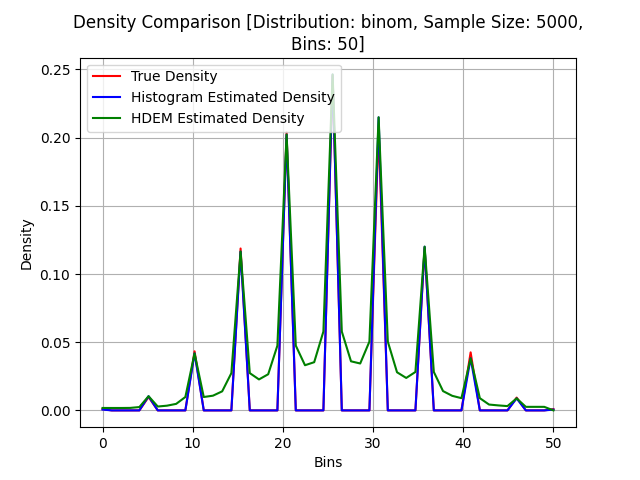 Density Comparison [Distribution: binom, Sample Size: 5000,
Bins: 50]
True Density
Histogram Estimated Density
HDEM Estimated Density
Density
0.25
0.20
0.15
0.10
0.05
0.00
0 10 20 30 40 50
Bins